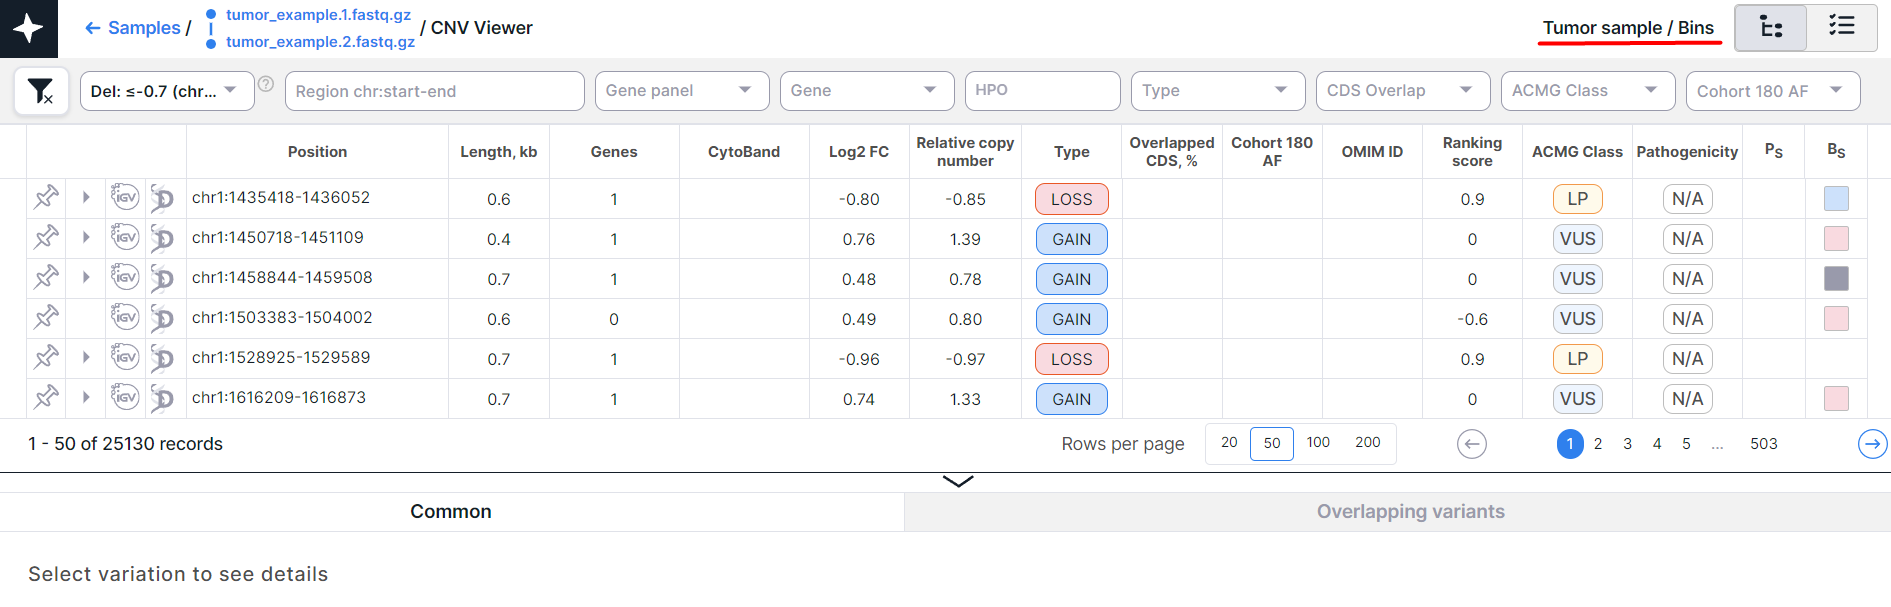 ← Samples / tumor_example.1.fastq.gz
tumor_example.2.fastq.gz / CNV Viewer
Tumor sample / Bins
Del: ≤-0.7 (chr... ? Region chr:start-end Gene panel Gene HPO Type CDS Overlap ACMG Class Cohort 180 AF
Position Length, kb Genes CytoBand Log2 FC Relative copy number Type Overlapped CDS, % Cohort 180 AF OMIM ID Ranking score ACMG Class Pathogenicity PS BS
IGV D chr1:1435418-1436052 0.6 1 -0.80 -0.85 LOSS 0.9 LP N/A
IGV D chr1:1450718-1451109 0.4 1 0.76 1.39 GAIN 0 VUS N/A
IGV D chr1:1458844-1459508 0.7 1 0.48 0.78 GAIN 0 VUS N/A
IGV D chr1:1503383-1504002 0.6 0 0.49 0.80 GAIN -0.6 VUS N/A
IGV D chr1:1528925-1529589 0.7 1 -0.96 -0.97 LOSS 0.9 LP N/A
IGV D chr1:1616209-1616873 0.7 1 0.74 1.33 GAIN 0 VUS N/A
1 - 50 of 25130 records Rows per page 20 50 100 200 ← 1 2 3 4 5 ... 503 →
Common Overlapping variants
Select variation to see details